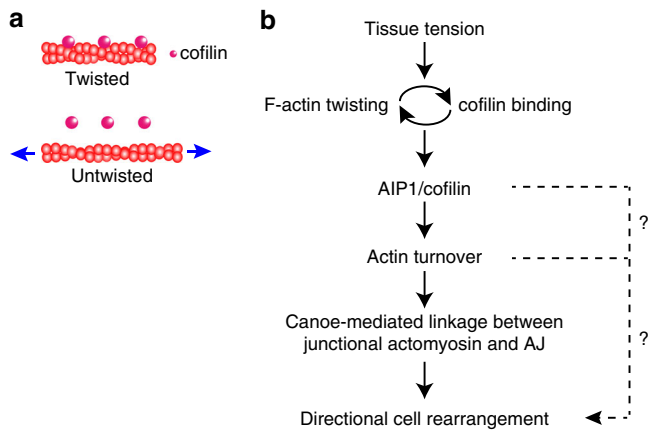 a
cofilin
Twisted
Untwisted
b
Tissue tension
F-actin twisting
cofilin binding
AIP1/cofilin
?
Actin turnover
Canoe-mediated linkage between
junctional actomyosin and AJ
?
Directional cell rearrangement